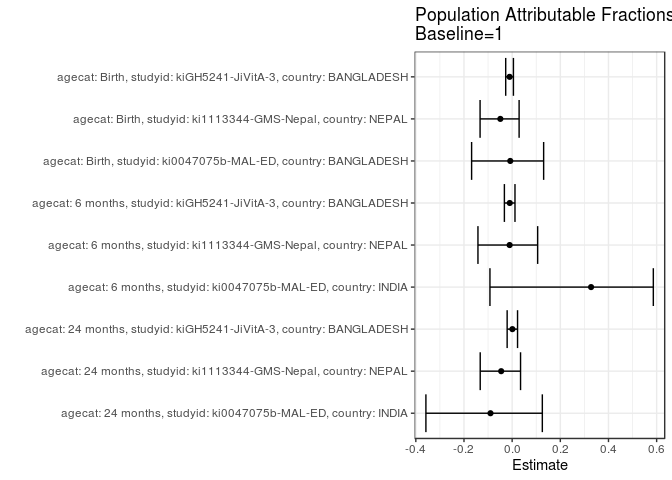 Population Attributable Fractions
Baseline=1
agecat: Birth, studyid: kiGH5241-JiVitA-3, country: BANGLADESH
agecat: Birth, studyid: ki1113344-GMS-Nepal, country: NEPAL
agecat: Birth, studyid: ki0047075b-MAL-ED, country: BANGLADESH
agecat: 6 months, studyid: kiGH5241-JiVitA-3, country: BANGLADESH
agecat: 6 months, studyid: ki1113344-GMS-Nepal, country: NEPAL
agecat: 6 months, studyid: ki0047075b-MAL-ED, country: INDIA
agecat: 24 months, studyid: kiGH5241-JiVitA-3, country: BANGLADESH
agecat: 24 months, studyid: ki1113344-GMS-Nepal, country: NEPAL
agecat: 24 months, studyid: ki0047075b-MAL-ED, country: INDIA
-0.4 -0.2 0.0 0.2 0.4 0.6
Estimate